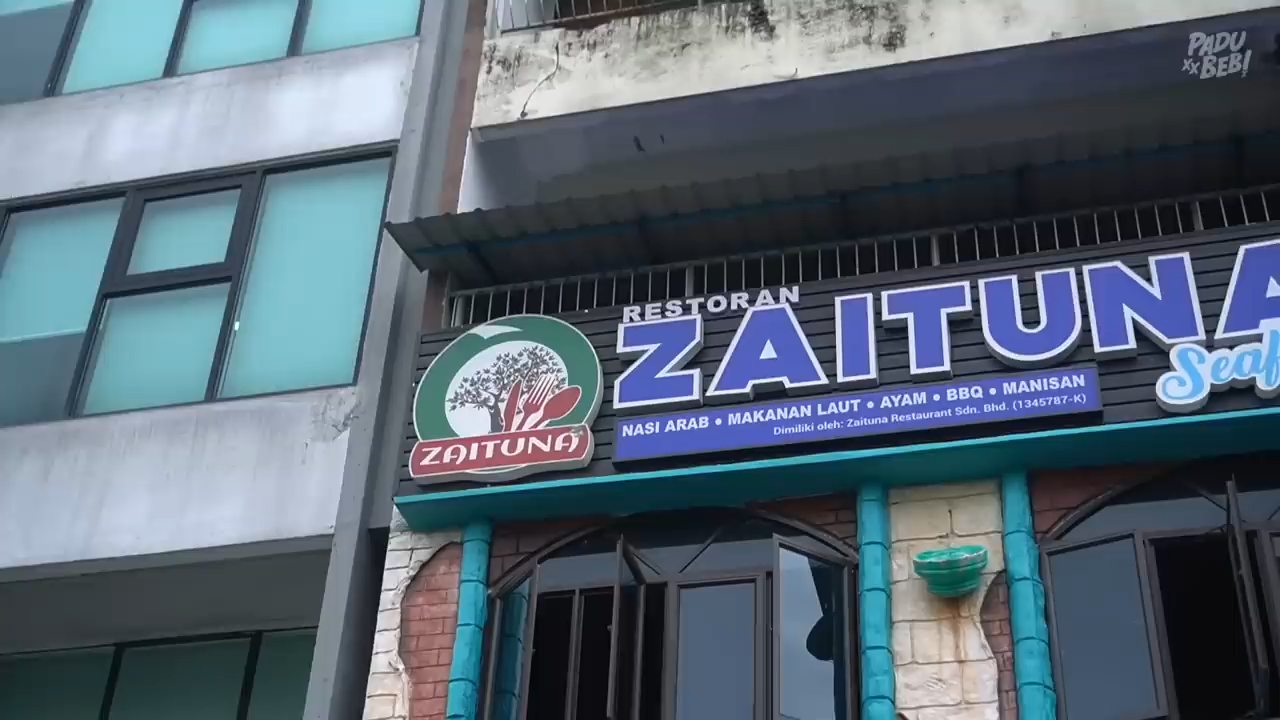 PADU
BEBI
RESTORAN
ZAITUNA
Seaf
ZAITUNA
NASI ARAB • MAKANAN LAUT • AYAM • BBQ • MANISAN
Dimiliki oleh: Zaituna Restaurant Sdn. Bhd. (1345787-K)